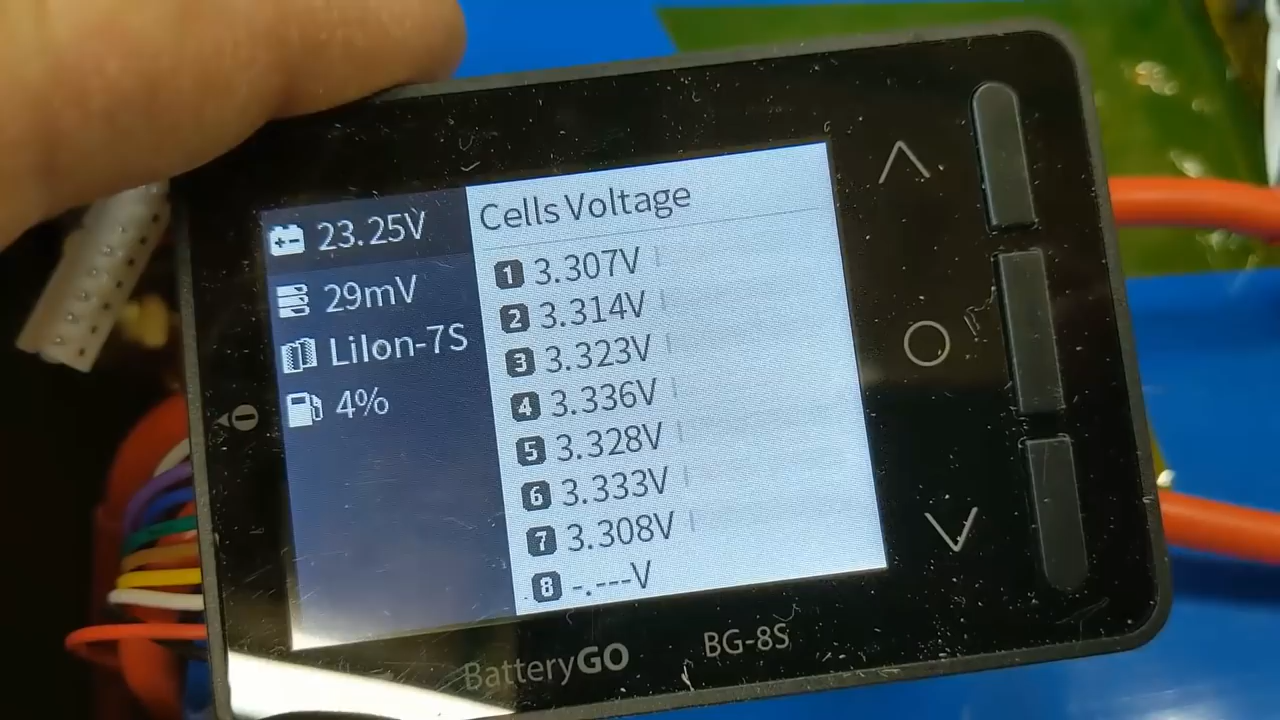 23.25V
29mV
LiIon-7S
4%
Cells Voltage
1 3.307V
2 3.314V
3 3.323V
4 3.336V
5 3.328V
6 3.333V
7 3.308V
8 -.---V
BatteryGO BG-8S